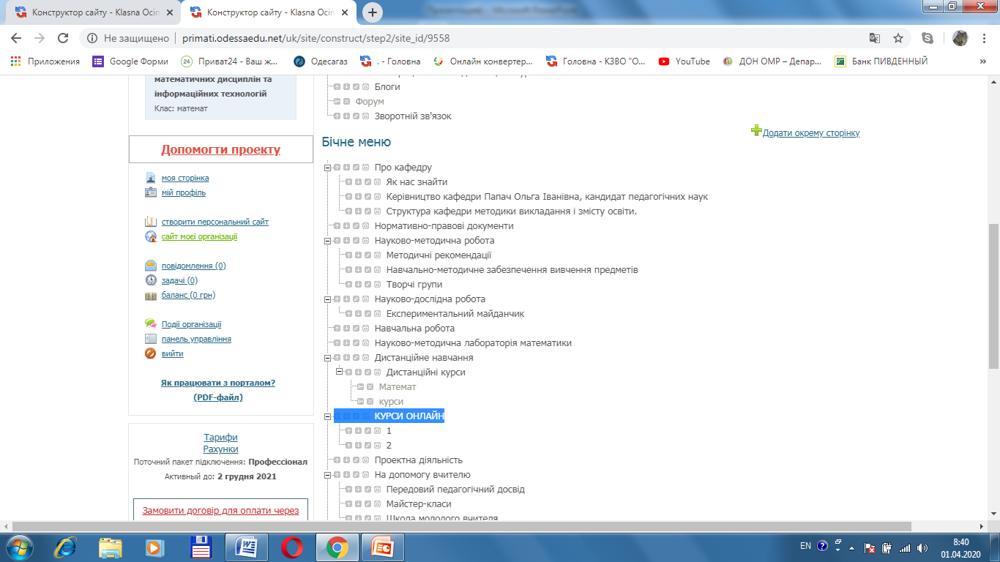 Конструктор сайту - Klasna Ocin
Конструктор сайту - Klasna Ocin
Не защищено
primati.odessaedu.net/uk/site/construct/step2/site_id/9558
Приложения
Google Форми
Приват24 - Ваш ж...
Одесагаз
. - Головна
Онлайн конвертер...
Головна - КЗВО "О...
YouTube
ДОН ОМР – Депар...
Банк ПИВДЕННЫЙ
»
математичних дисциплін та
інформаційних технологій
Клас: математ
Допомогти проекту
моя сторінка
мій профіль
створити персональний сайт
сайт моєї організації
повідомлення (0)
задачі (0)
баланс (0 грн)
Події організації
панель управління
вийти
Як працювати з порталом?
(PDF-файл)
Тарифи
Рахунки
Поточний пакет підключення: Профессіонал
Активный до: 2 грудня 2021
Замовити договір для оплати через
Блоги
Форум
Зворотній зв'язок
Бічне меню
Додати окрему сторінку
Про кафедру
Як нас знайти
Керівництво кафедри Папач Ольга Іванівна, кандидат педагогічних наук
Структура кафедри методики викладання і змісту освіти.
Нормативно-правові документи
Науково-методична робота
Методичні рекомендації
Навчально-методичне забезпечення вивчення предметів
Творчі групи
Науково-дослідна робота
Експериментальний майданчик
Навчальна робота
Науково-методична лабораторія математики
Дистанційне навчання
Дистанційні курси
Математ
курси
КУРСИ ОНЛАЙН
1
2
Проектна діяльність
На допомогу вчителю
Передовий педагогічний досвід
Майстер-класи
Школа молодого вчителя
EN
8:40
01.04.2020